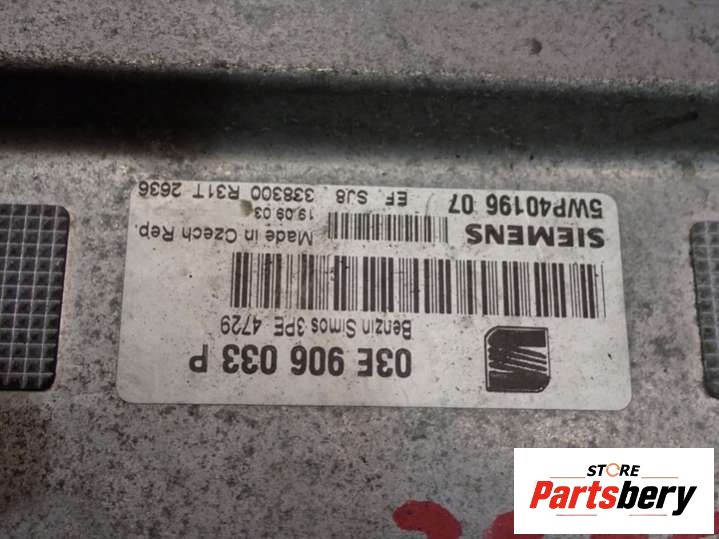 03E 906 033 P
Benzin Simos 3PE 4729
SIEMENS
Made in Czech Rep.
5WP40196 07
19.09.03
EF. SJ8. 338300 R31T 2636
STORE
Partsbery